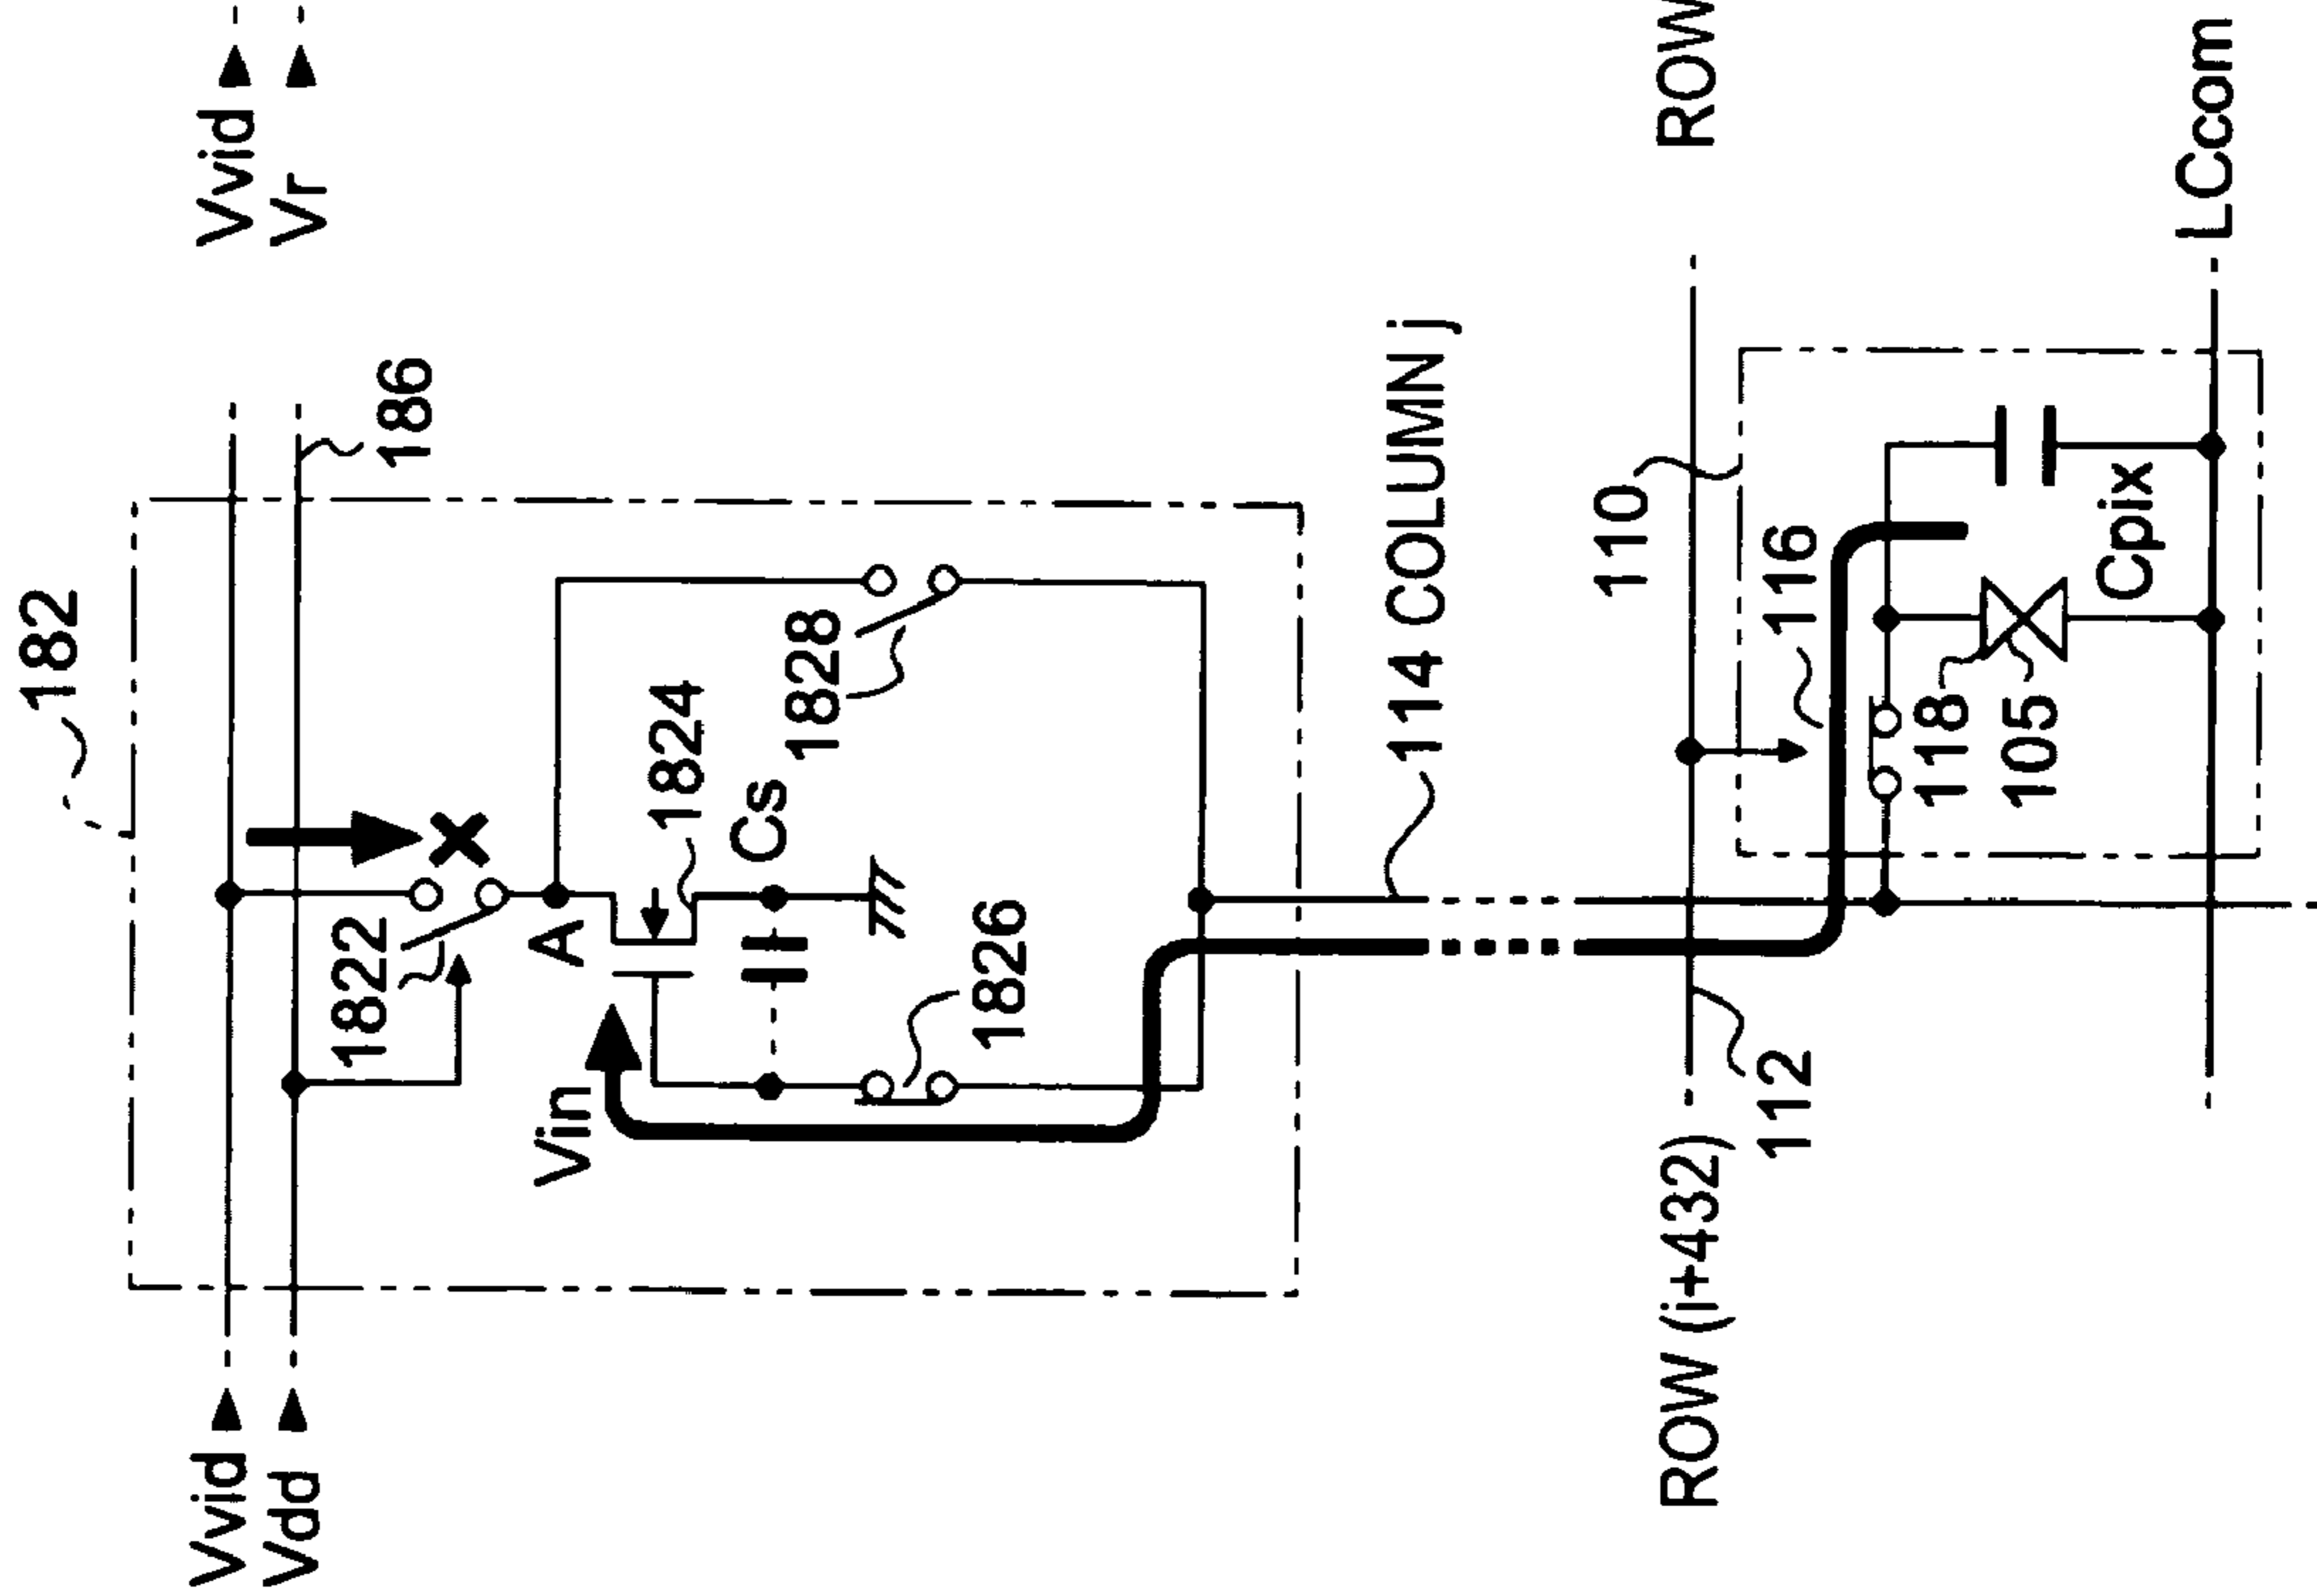 182
Vvid
Vdd
Vvid
Vr
186
1822
A
1824
Cs
Vin
1826
1828
114 COLUMN j
ROW (i+432)
112
110
116
118
105
Cpix
ROW
LCcom